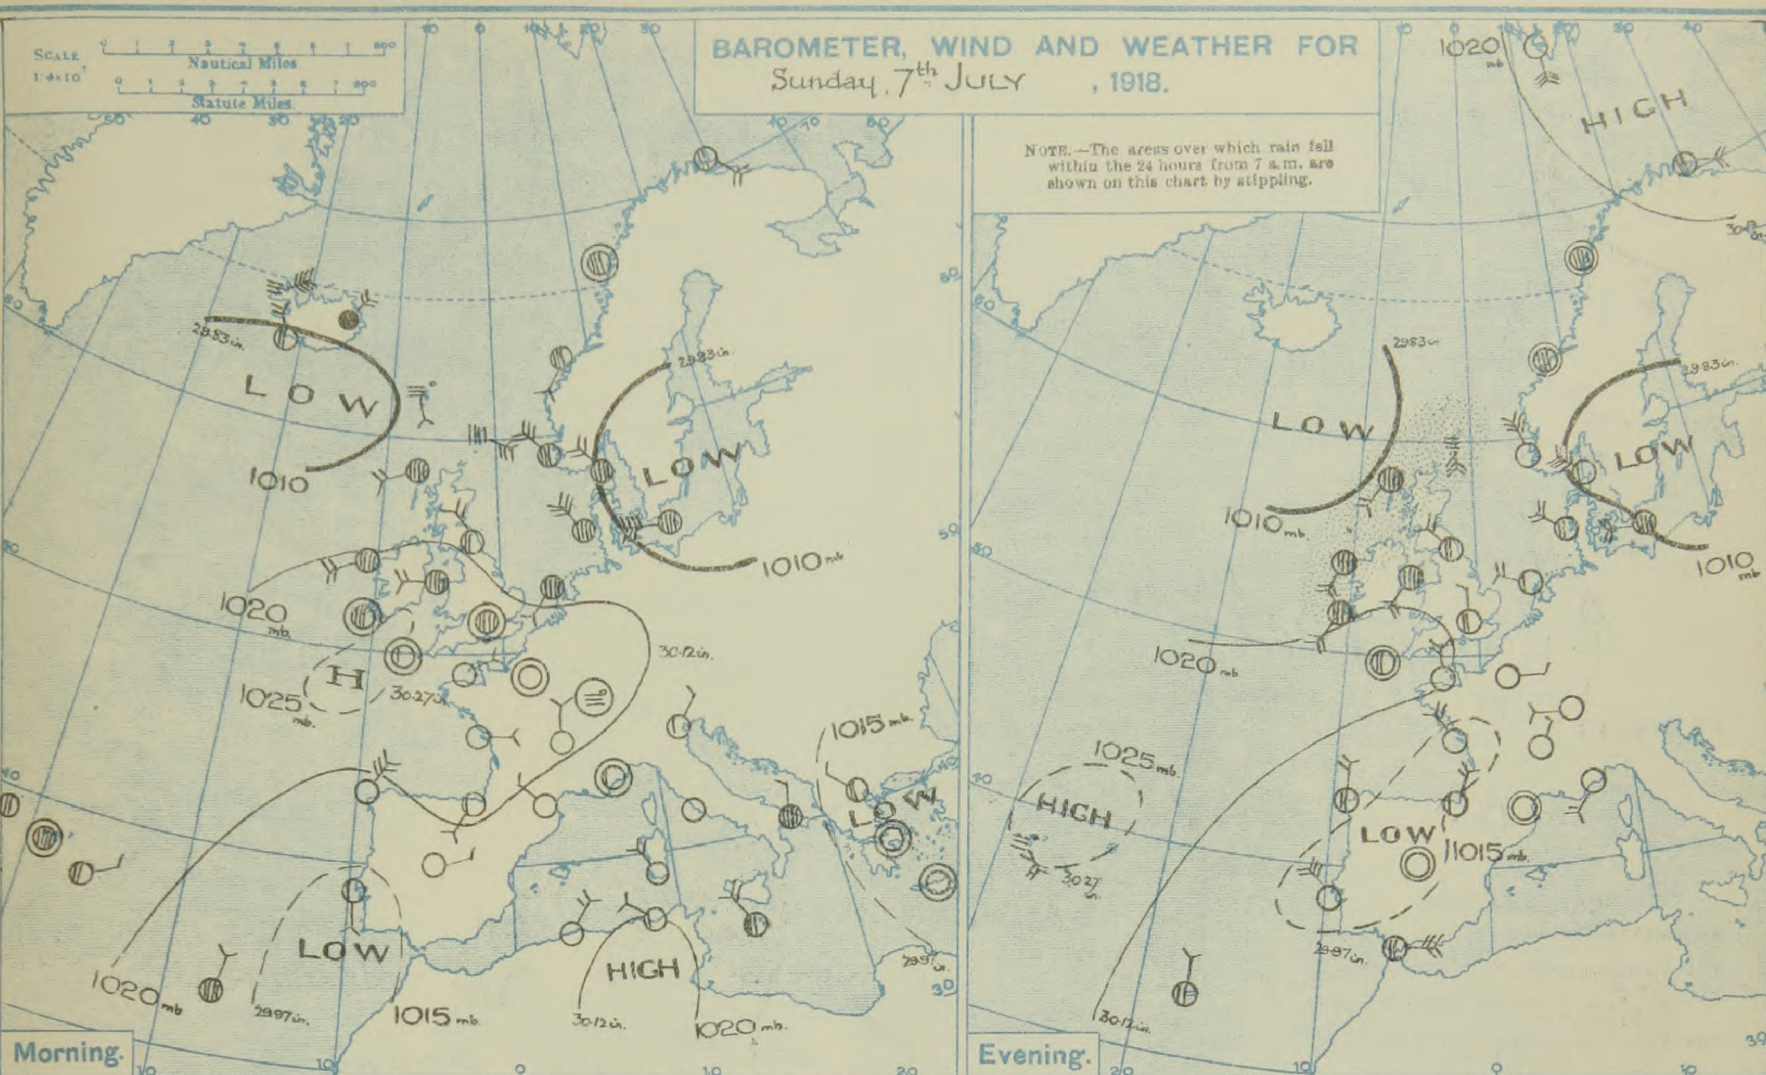 SCALE
1:4×10⁷
Nautical Miles
Statute Miles.
BAROMETER, WIND AND WEATHER FOR
Sunday, 7th JULY, 1918.
NOTE.—The areas over which rain fell
within the 24 hours from 7 a.m. are
shown on this chart by stippling.
29.83 in.
LOW
1010
29.83 in.
LOW
1010 mb
1020
mb.
1025
mb.
H
30.27 in.
30.12 in.
1015 mb.
LOW
LOW
HIGH
1020 mb
29.97 in.
1015 mb.
30.12 in.
1020 mb.
29.97
in.
Morning.
1020
mb
HIGH
29.83 in
LOW
1010 mb.
29.83 in.
LOW
1010
mb
1020 mb.
1025 mb.
HIGH
30.27
LOW
1015 mb.
29.97 in.
30.12 in.
Evening.